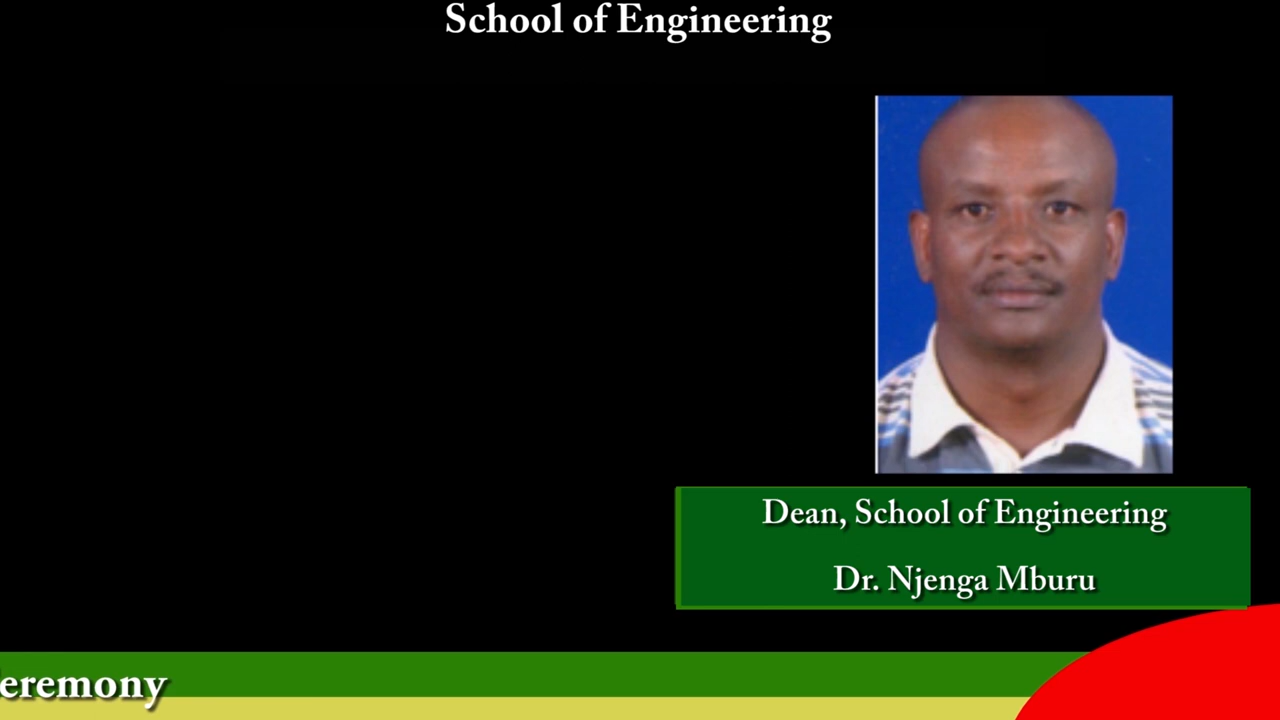 School of Engineering
Dean, School of Engineering
Dr. Njenga Mburu
eremony